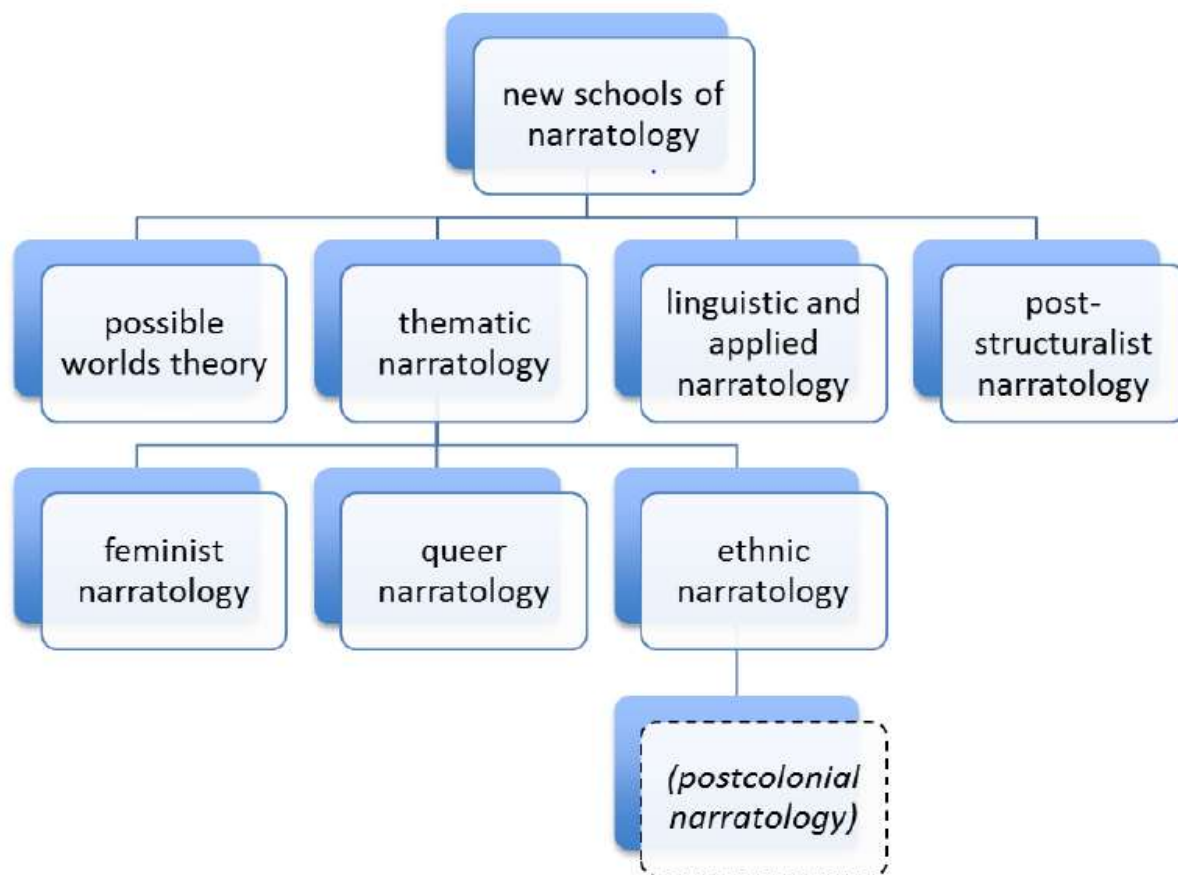 new schools of
narratology
possible
worlds theory
thematic
narratology
linguistic and
applied
narratology
post-
structuralist
narratology
feminist
narratology
queer
narratology
ethnic
narratology
(postcolonial
narratology)